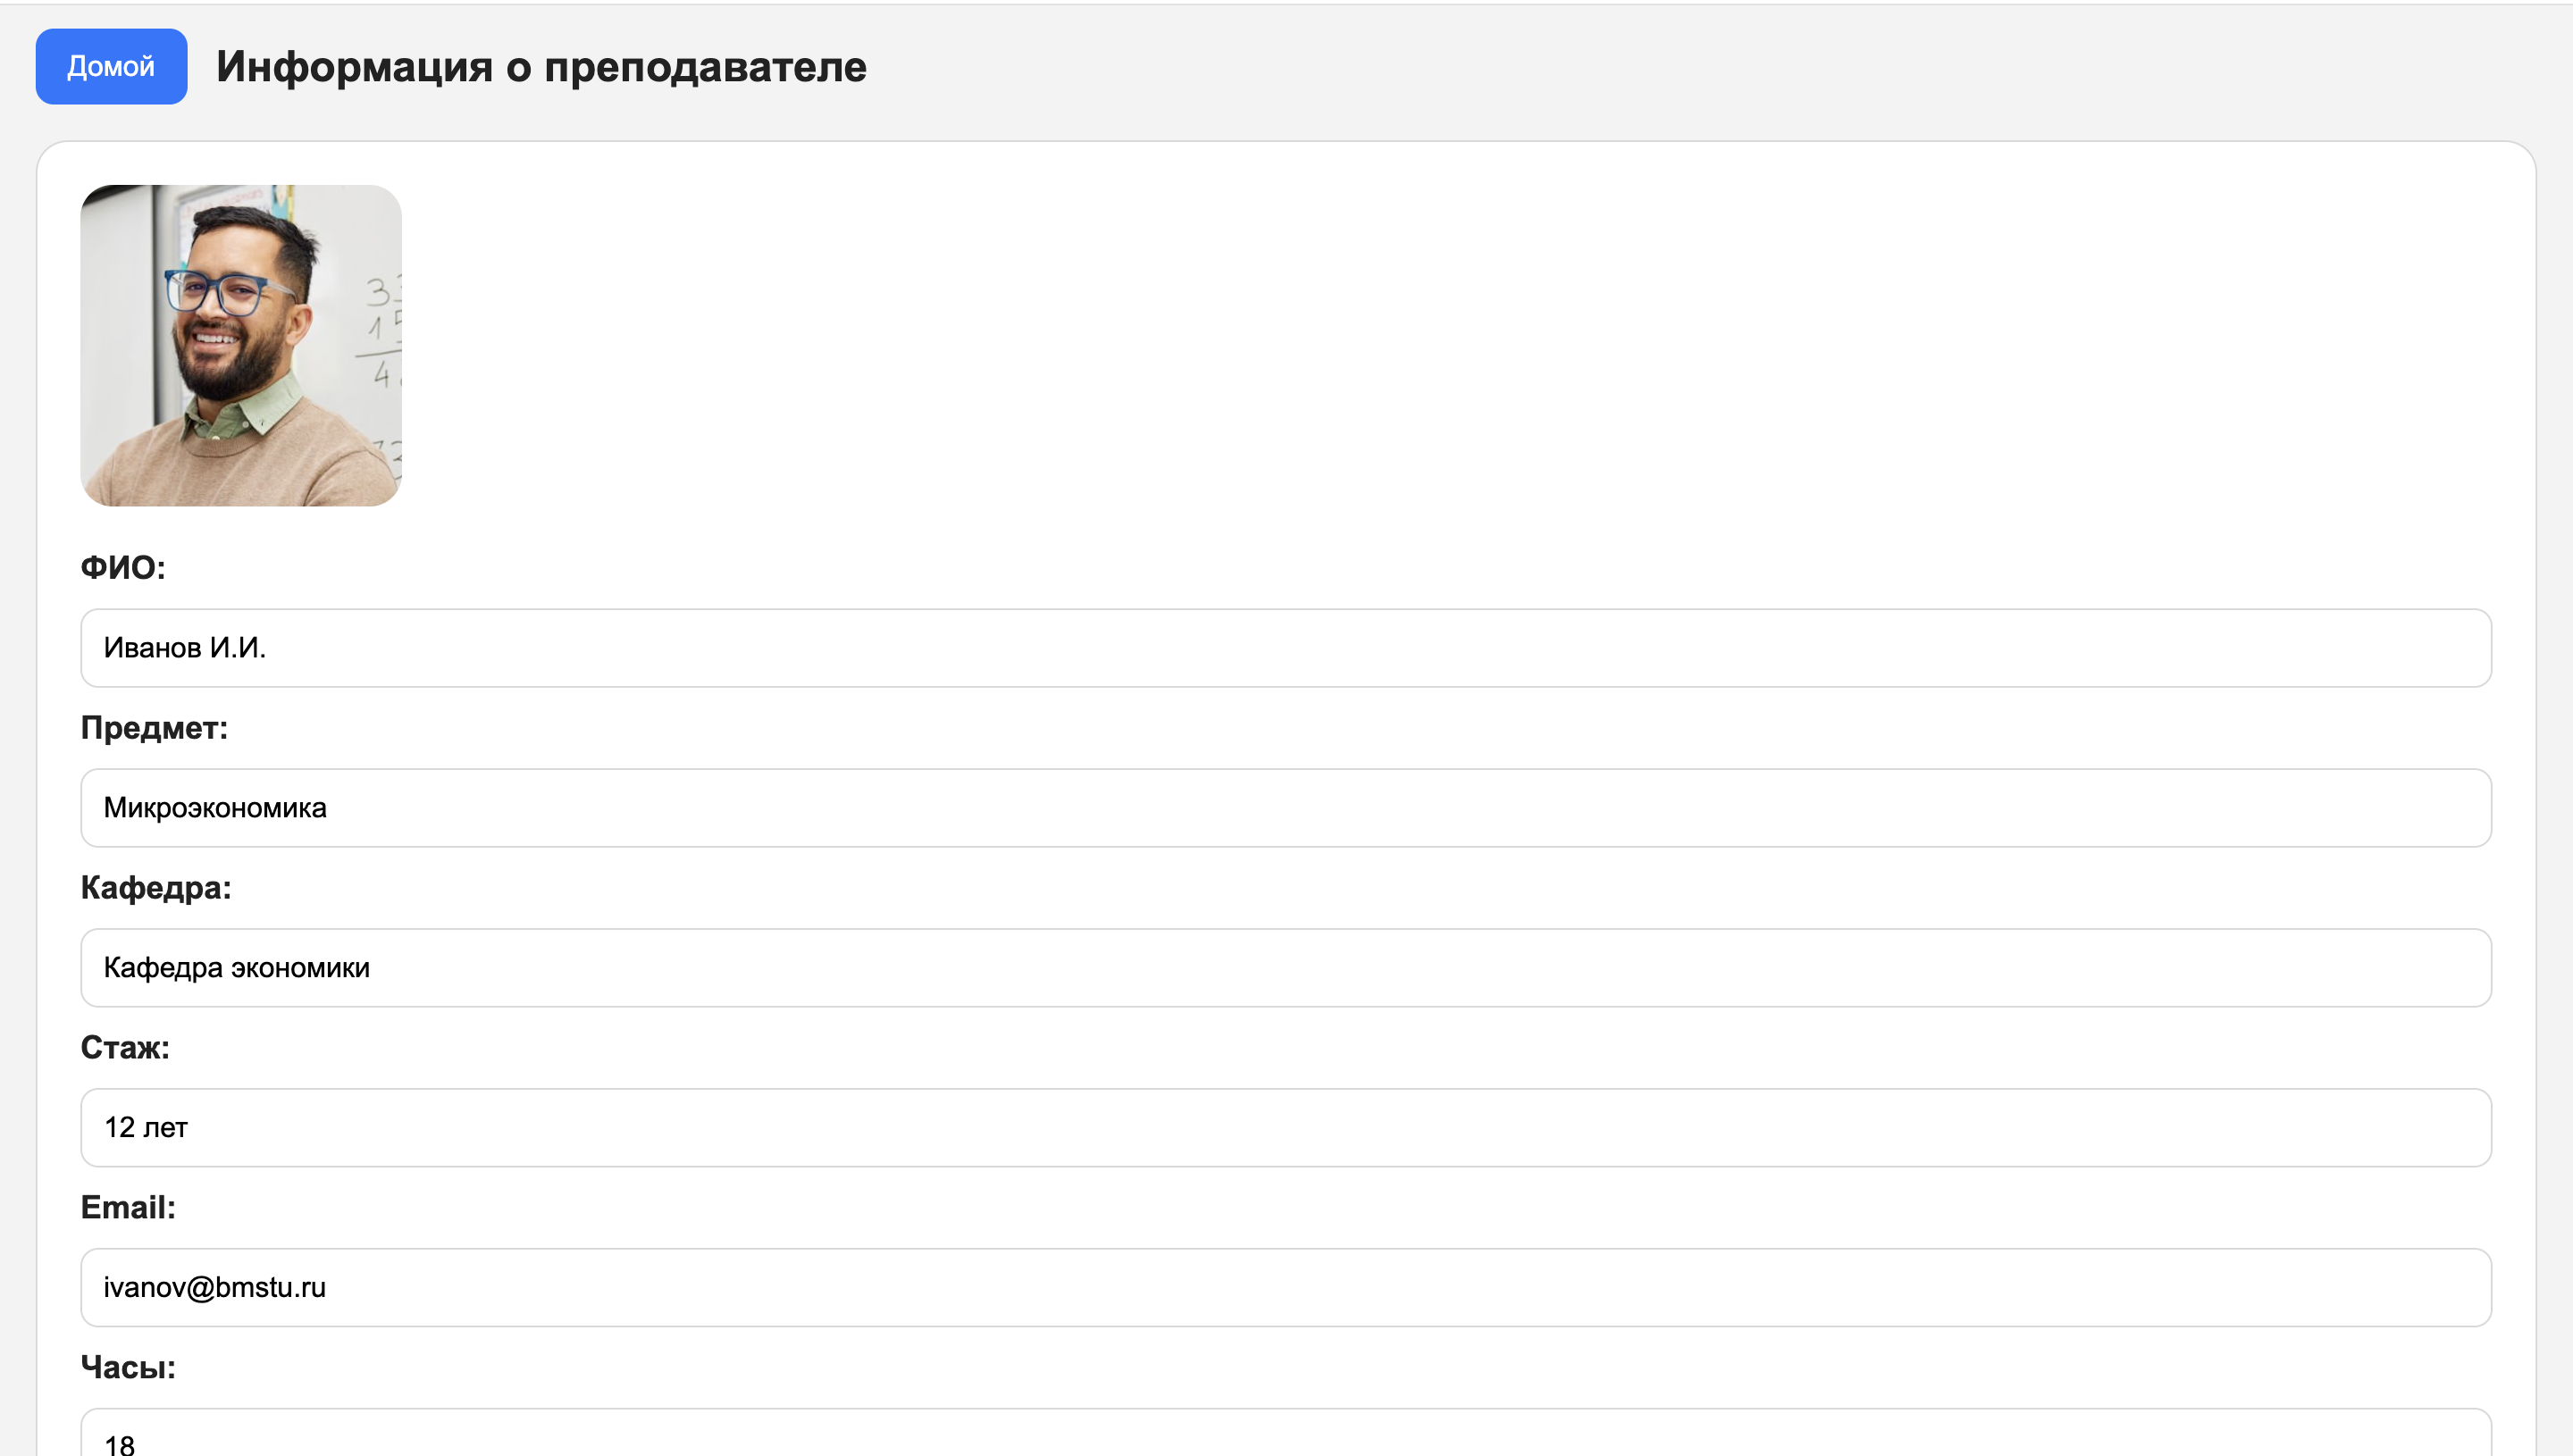 Домой
Информация о преподавателе
ФИО:
Иванов И.И.
Предмет:
Микроэкономика
Кафедра:
Кафедра экономики
Стаж:
12 лет
Email:
ivanov@bmstu.ru
Часы:
18